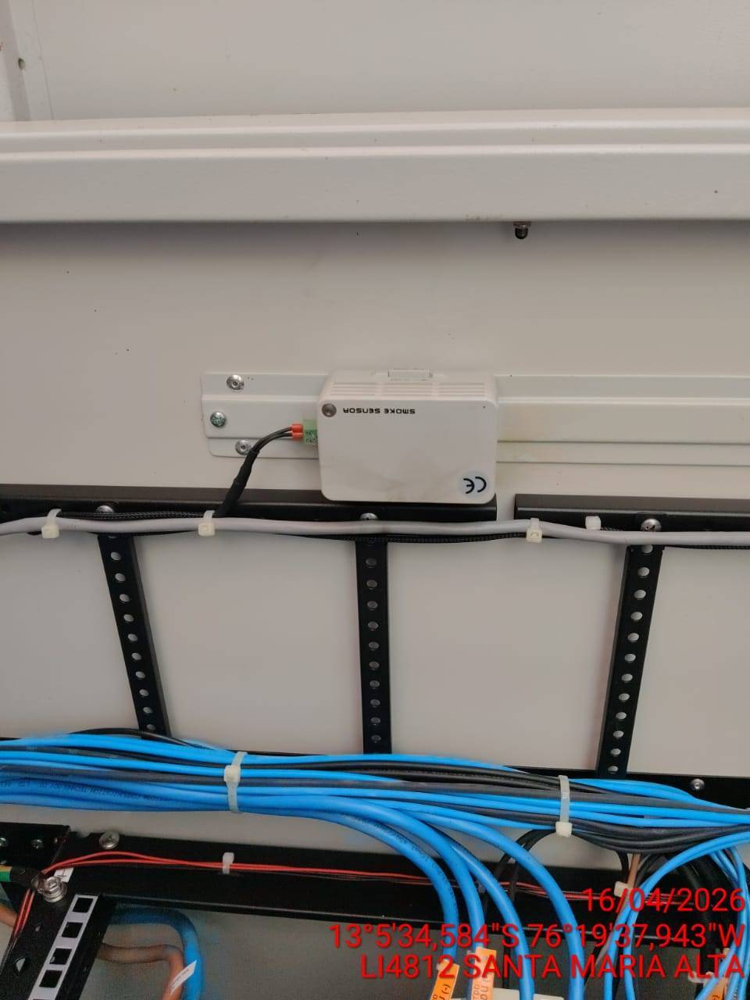 SMOKE SENSOR
CE
16/04/2026
13°5'34,584"S 76°19'37,943"W
LI4812 SANTA MARIA ALTA